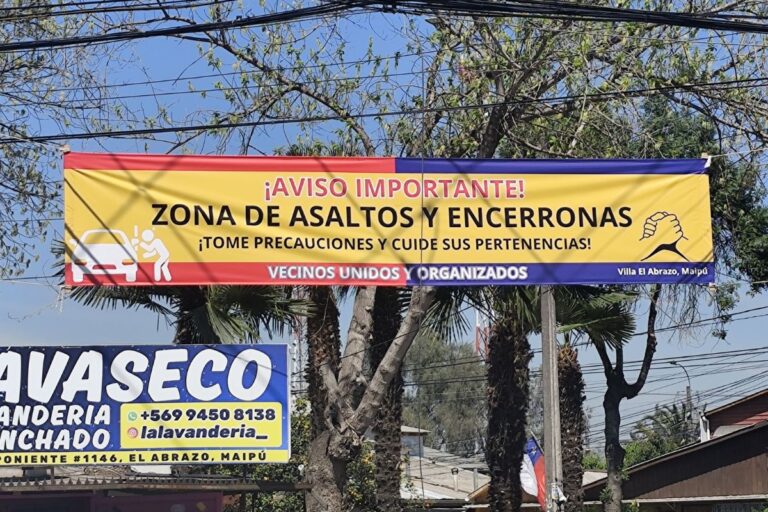 ¡AVISO IMPORTANTE!
ZONA DE ASALTOS Y ENCERRONAS
¡TOME PRECAUCIONES Y CUIDE SUS PERTENENCIAS!
VECINOS UNIDOS Y ORGANIZADOS
Villa El Abrazo, Maipú
AVASECO
ANDERIA
NCHADO.
+569 9450 8138
lalavanderia_
PONIENTE #1146, EL ABRAZO, MAIPÚ